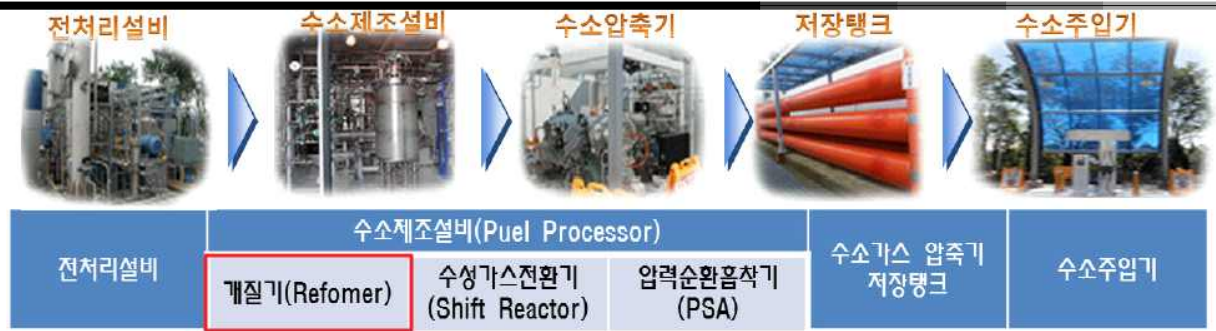 전처리설비
수소제조설비
수소압축기
저장탱크
수소주입기
전처리설비
수소제조설비(Puel Processor)
개질기(Refomer)
수성가스전환기
(Shift Reactor)
압력순환흡착기
(PSA)
수소가스 압축기
저장탱크
수소주입기